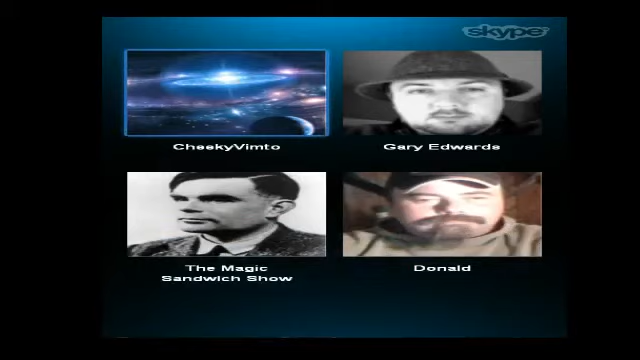 skype
CheekyVimto
Gary Edwards
The Magic
Sandwich Show
Donald